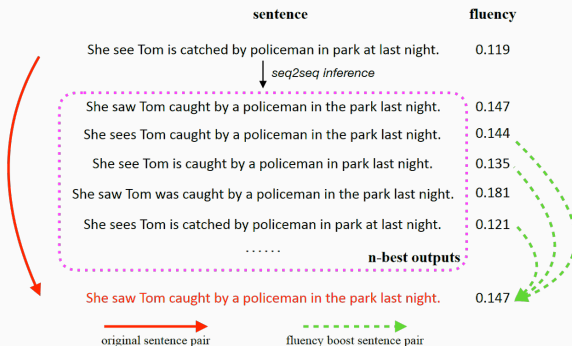 sentence fluency
She see Tom is catched by policeman in park at last night. 0.119
seq2seq inference
She saw Tom caught by a policeman in the park last night. 0.147
She sees Tom caught by a policeman in the park last night. 0.144
She see Tom is caught by a policeman in park last night. 0.135
She saw Tom was caught by a policeman in the park last night. 0.181
She sees Tom is catched by policeman in park at last night. 0.121
......
n-best outputs
She saw Tom caught by a policeman in the park last night. 0.147
original sentence pair fluency boost sentence pair